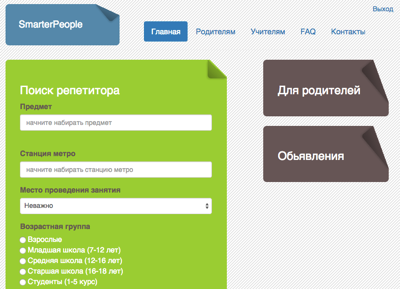 Выход
SmarterPeople
Главная Родителям Учителям FAQ Контакты
Поиск репетитора
Предмет
начните набирать предмет
Станция метро
начните набирать станцию метро
Место проведения занятия
Неважно
Возрастная группа
Взрослые
Младшая школа (7-12 лет)
Средняя школа (12-16 лет)
Старшая школа (16-18 лет)
Студенты (1-5 курс)
Для родителей
Обьявления